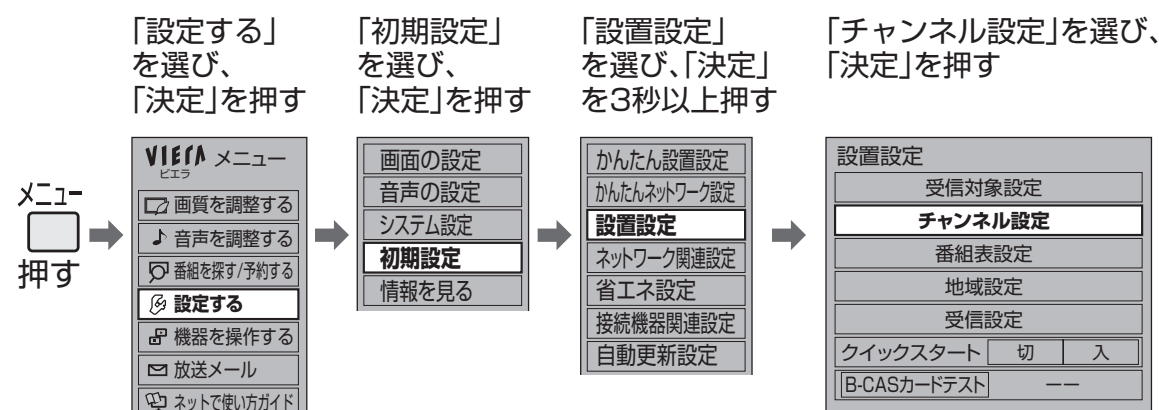 「設定する」
を選び、
「決定」を押す
「初期設定」
を選び、
「決定」を押す
「設置設定」
を選び、「決定」
を3秒以上押す
「チャンネル設定」を選び、
「決定」を押す
メニュー
押す
VIERA メニュー
ビエラ
画質を調整する
音声を調整する
番組を探す/予約する
設定する
機器を操作する
放送メール
ネットで使い方ガイド
画面の設定
音声の設定
システム設定
初期設定
情報を見る
かんたん設置設定
かんたんネットワーク設定
設置設定
ネットワーク関連設定
省エネ設定
接続機器関連設定
自動更新設定
設置設定
受信対象設定
チャンネル設定
番組表設定
地域設定
受信設定
クイックスタート 切 入
B-CASカードテスト ーー